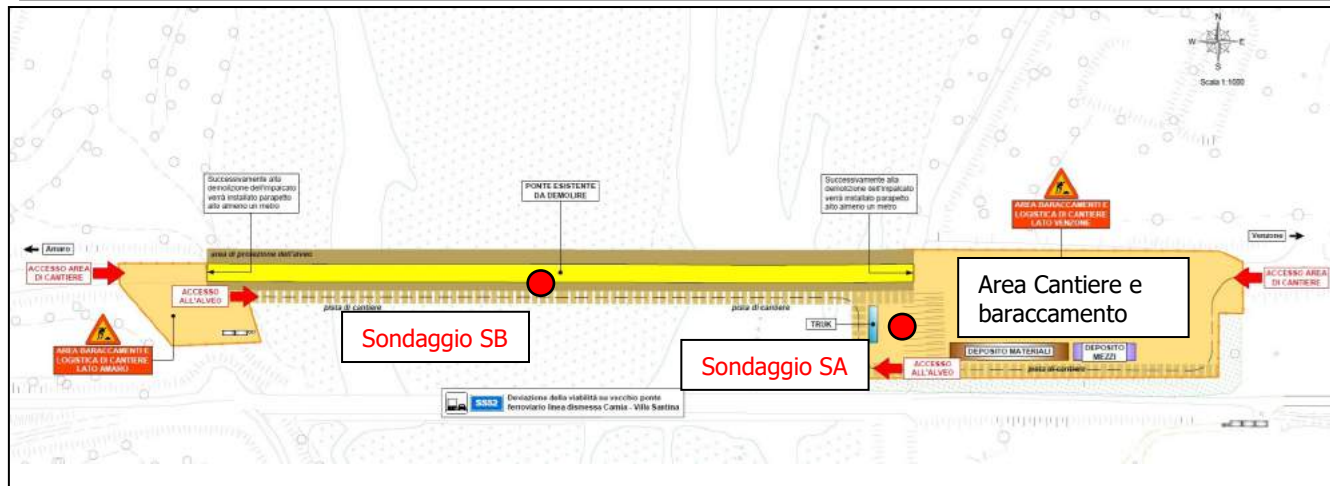 N
W
E
S
Scala 1:1000
Successivamente alla
demolizione dell'impalcato
verrà installato parapetto
alto almeno un metro
PONTE ESISTENTE
DA DEMOLIRE
Successivamente alla
demolizione dell'impalcato
verrà installato parapetto
alto almeno un metro
AREA BARACCAMENTI E
LOGISTICA DI CANTIERE
LATO VENZONE
Amaro
Venzone
area di proiezione dell'alveo
ACCESSO AREA
DI CANTIERE
ACCESSO
ALL'ALVEO
pista di cantiere
pista di cantiere
Area Cantiere e
baraccamento
ACCESSO AREA
DI CANTIERE
TRUK
Sondaggio SB
AREA BARACCAMENTI E
LOGISTICA DI CANTIERE
LATO AMARO
Sondaggio SA
DEPOSITO MATERIALI
DEPOSITO
MEZZI
ACCESSO
ALL'ALVEO
pista di cantiere
SS52
Deviazione della viabilità su vecchio ponte
ferroviario linea dismessa Carnia - Villa Santina